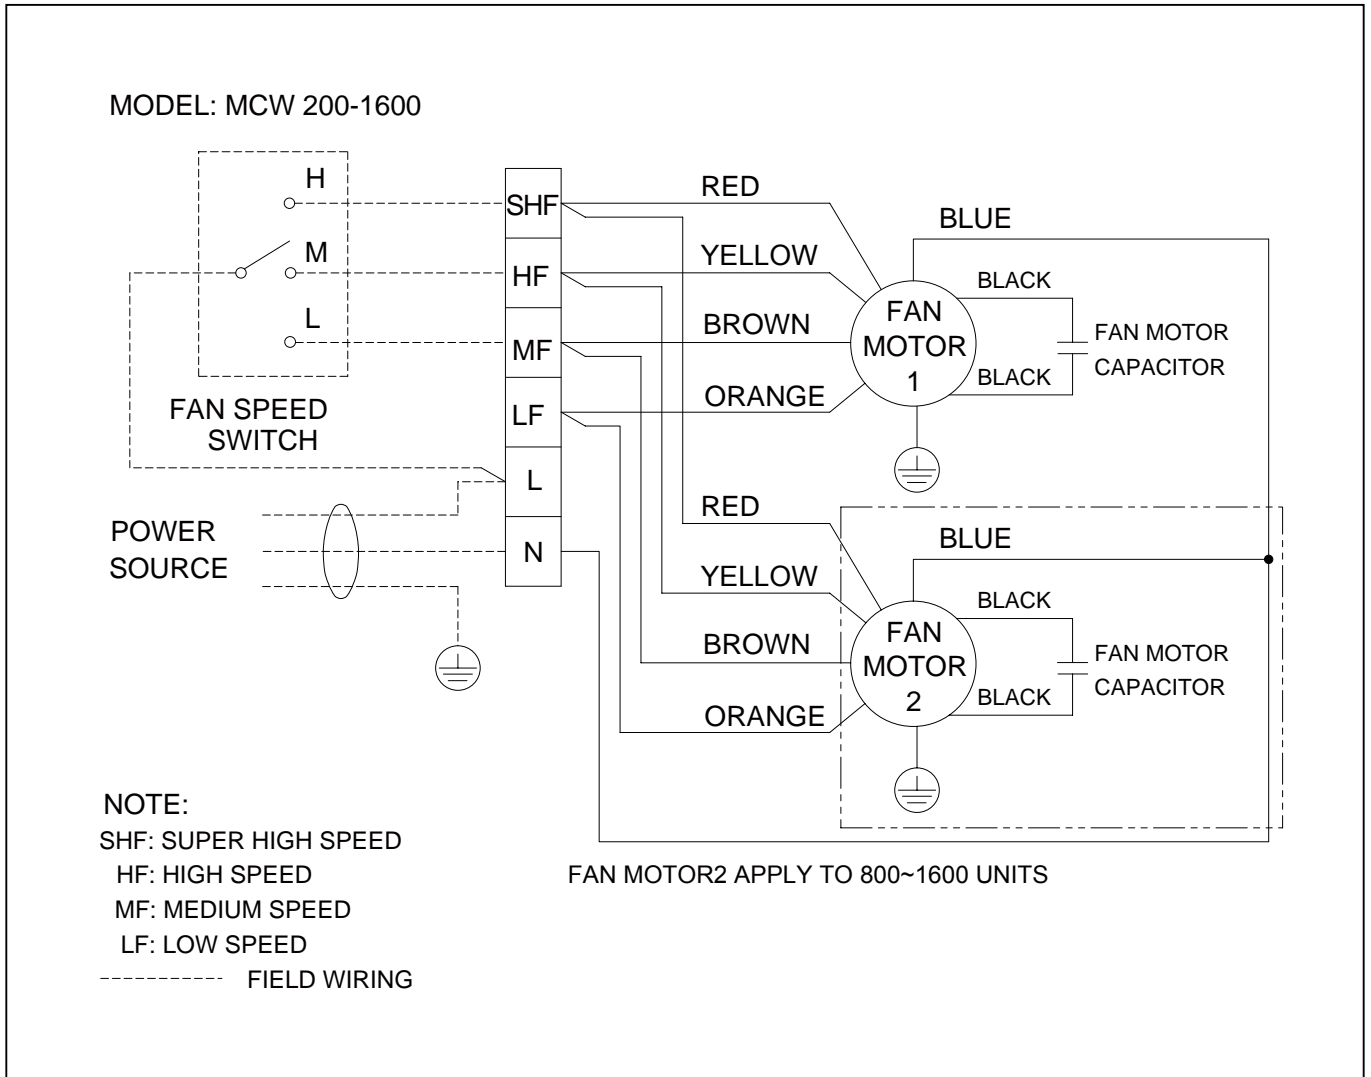 MODEL: MCW 200-1600
H
M
L
FAN SPEED
SWITCH
POWER
SOURCE
SHF
HF
MF
LF
L
N
RED
YELLOW
BROWN
ORANGE
BLUE
BLACK
BLACK
FAN
MOTOR
1
FAN MOTOR
CAPACITOR
RED
YELLOW
BROWN
ORANGE
BLUE
BLACK
BLACK
FAN
MOTOR
2
FAN MOTOR
CAPACITOR
NOTE:
SHF: SUPER HIGH SPEED
HF: HIGH SPEED
MF: MEDIUM SPEED
LF: LOW SPEED
FIELD WIRING
FAN MOTOR2 APPLY TO 800~1600 UNITS